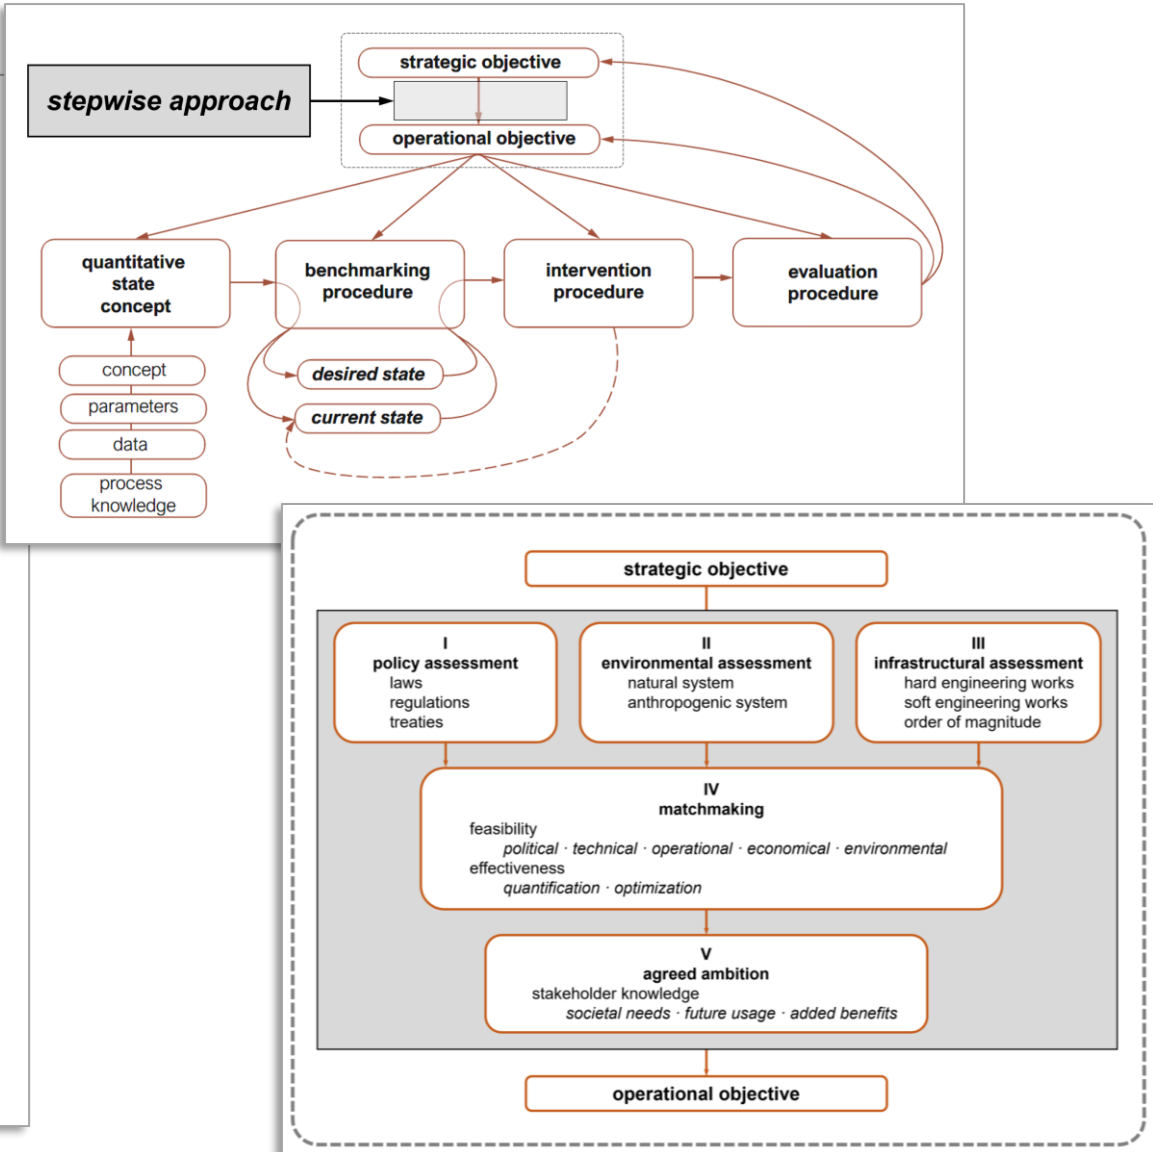 strategic objective
stepwise approach
operational objective
quantitative
state
concept
benchmarking
procedure
intervention
procedure
evaluation
procedure
concept
parameters
data
process
knowledge
desired state
current state
strategic objective
I
policy assessment
laws
regulations
treaties
II
environmental assessment
natural system
anthropogenic system
III
infrastructural assessment
hard engineering works
soft engineering works
order of magnitude
IV
matchmaking
feasibility
political · technical · operational · economical · environmental
effectiveness
quantification · optimization
V
agreed ambition
stakeholder knowledge
societal needs · future usage · added benefits
operational objective